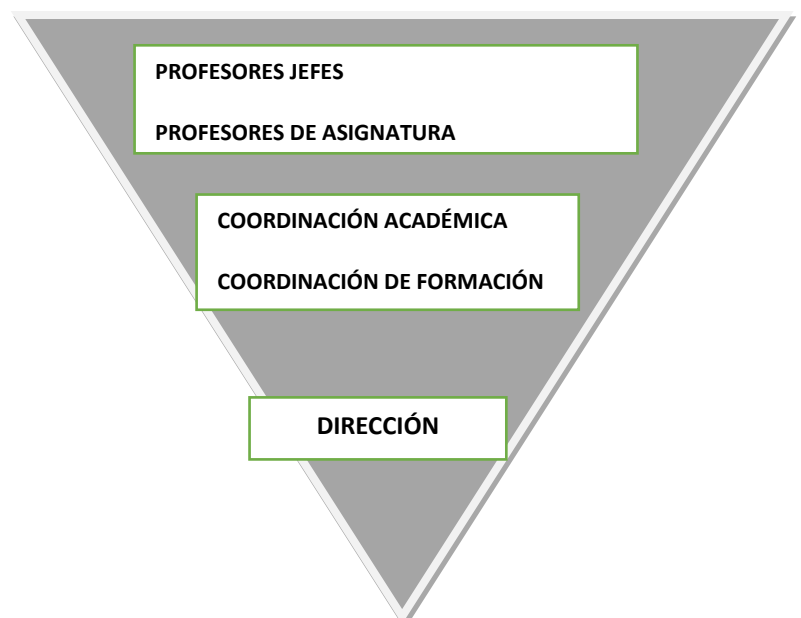 PROFESORES JEFES
PROFESORES DE ASIGNATURA
COORDINACIÓN ACADÉMICA
COORDINACIÓN DE FORMACIÓN
DIRECCIÓN